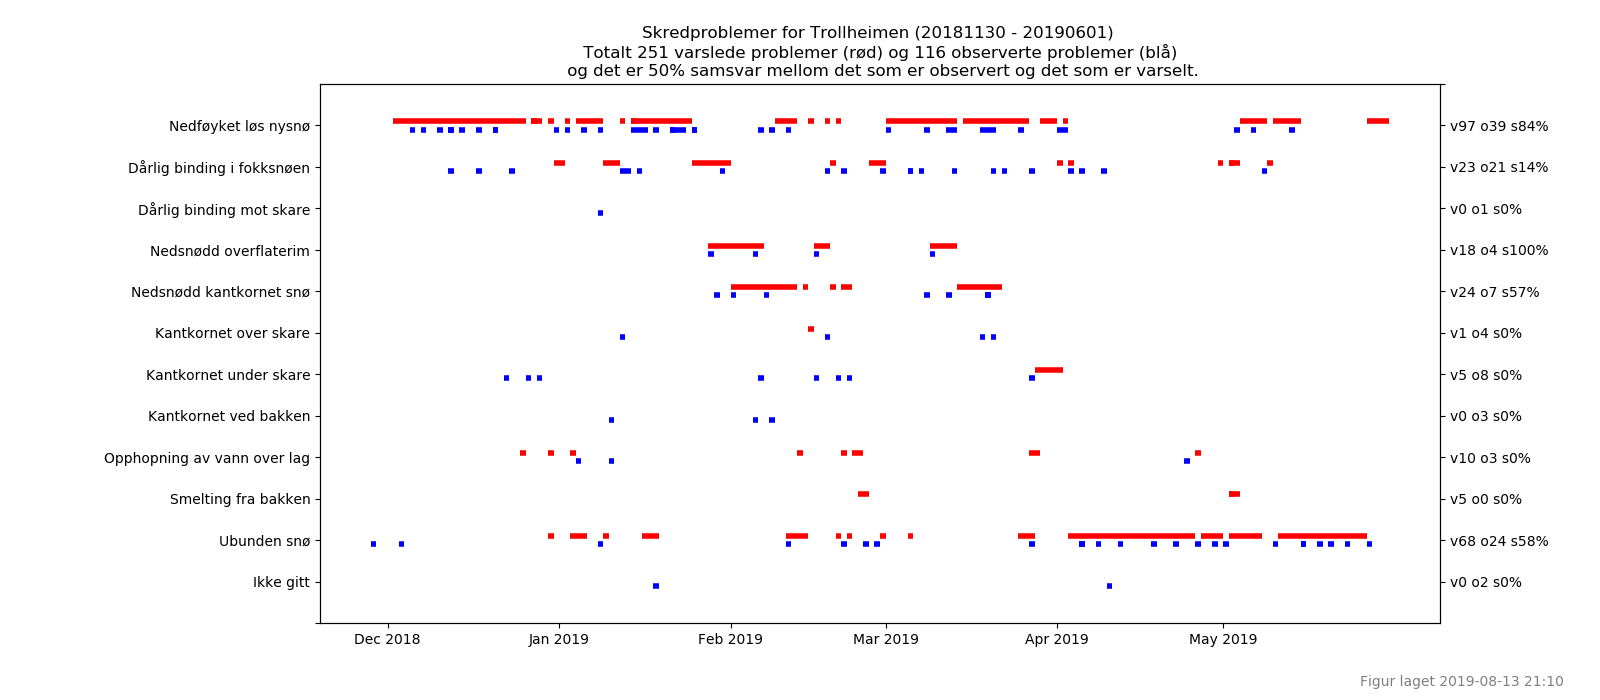 Skredproblemer for Trollheimen (20181130 - 20190601)
Totalt 251 varslede problemer (rød) og 116 observerte problemer (blå)
og det er 50% samsvar mellom det som er observert og det som er varselt.
Nedføyket løs nysnø v97 o39 s84%
Dårlig binding i fokksnøen v23 o21 s14%
Dårlig binding mot skare v0 o1 s0%
Nedsnødd overflaterim v18 o4 s100%
Nedsnødd kantkornet snø v24 o7 s57%
Kantkornet over skare v1 o4 s0%
Kantkornet under skare v5 o8 s0%
Kantkornet ved bakken v0 o3 s0%
Opphopning av vann over lag v10 o3 s0%
Smelting fra bakken v5 o0 s0%
Ubunden snø v68 o24 s58%
Ikke gitt v0 o2 s0%
Dec 2018 Jan 2019 Feb 2019 Mar 2019 Apr 2019 May 2019
Figur laget 2019-08-13 21:10